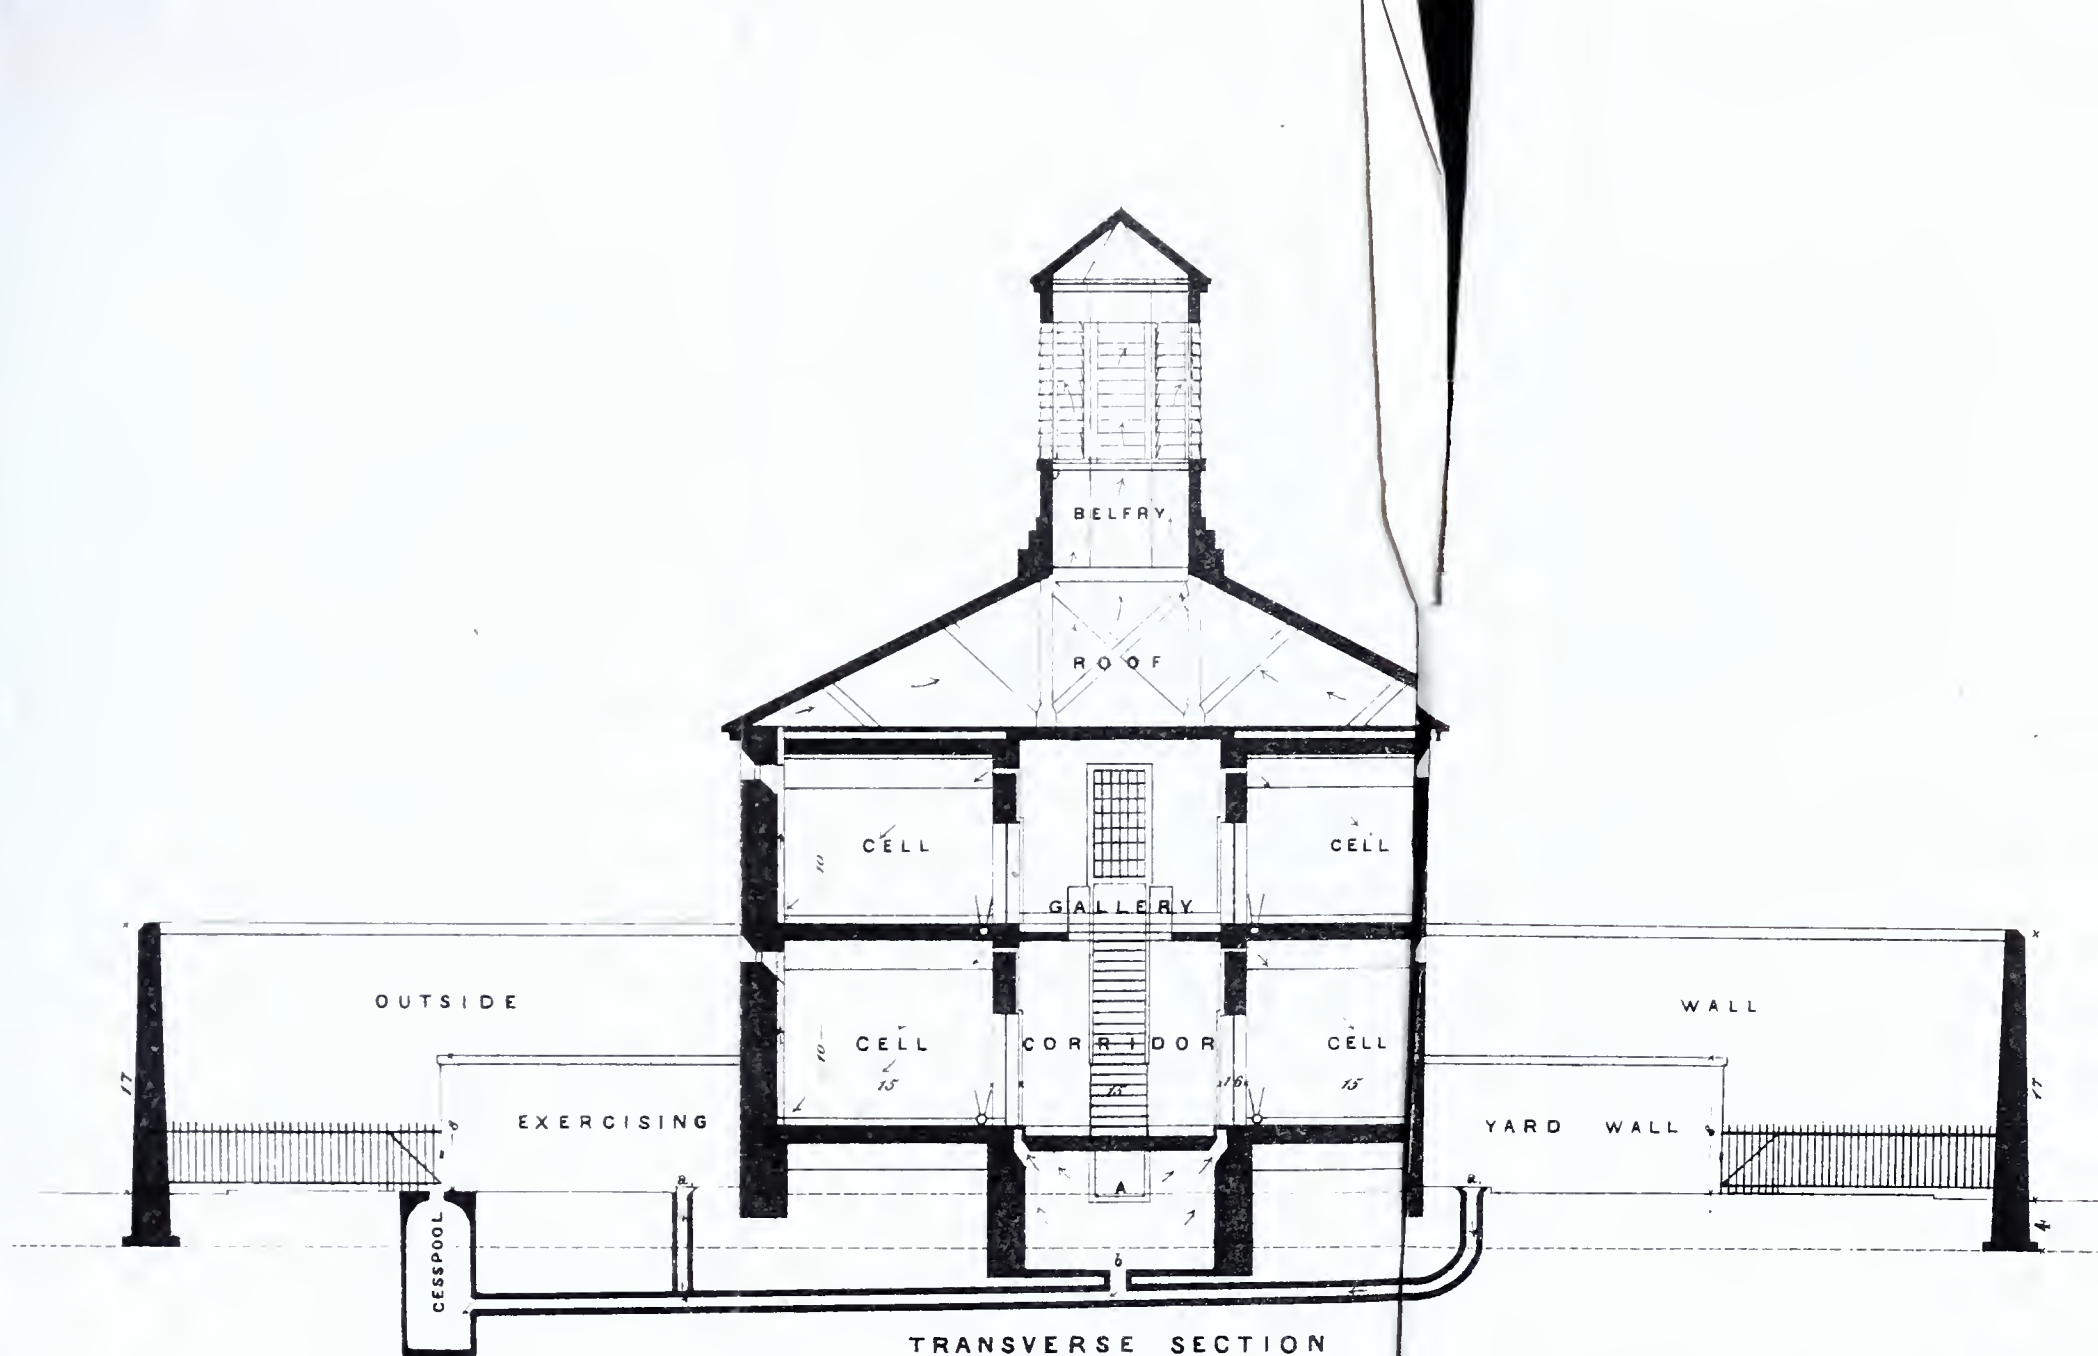 BELFRY.
ROOF
CELL
CELL
10
GALLERY.
OUTSIDE
WALL
CELL
CORRIDOR
CELL
10
15
15
16
15
17
17
EXERCISING
YARD WALL
8
a.
A
a.
4
CESSPOOL
b
TRANSVERSE SECTION